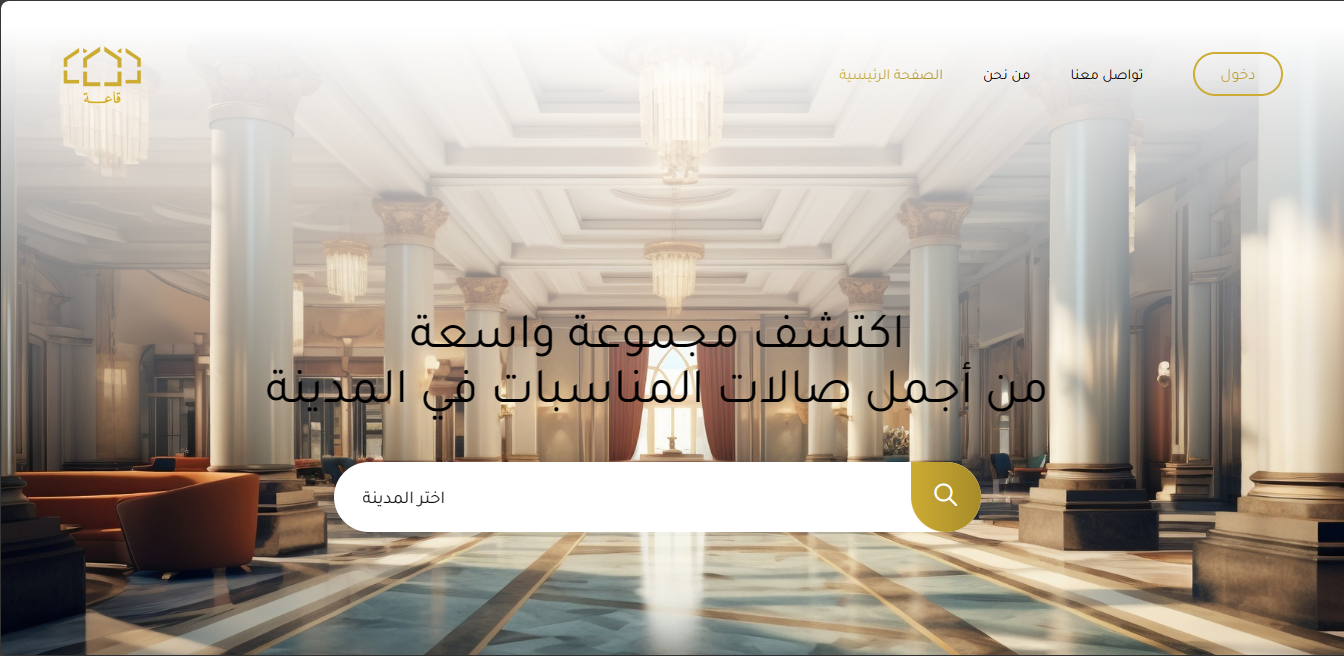 قاعة
الصفحة الرئيسية
من نحن
تواصل معنا
دخول
اكتشف مجموعة واسعة
من أجمل صالات المناسبات في المدينة
اختر المدينة